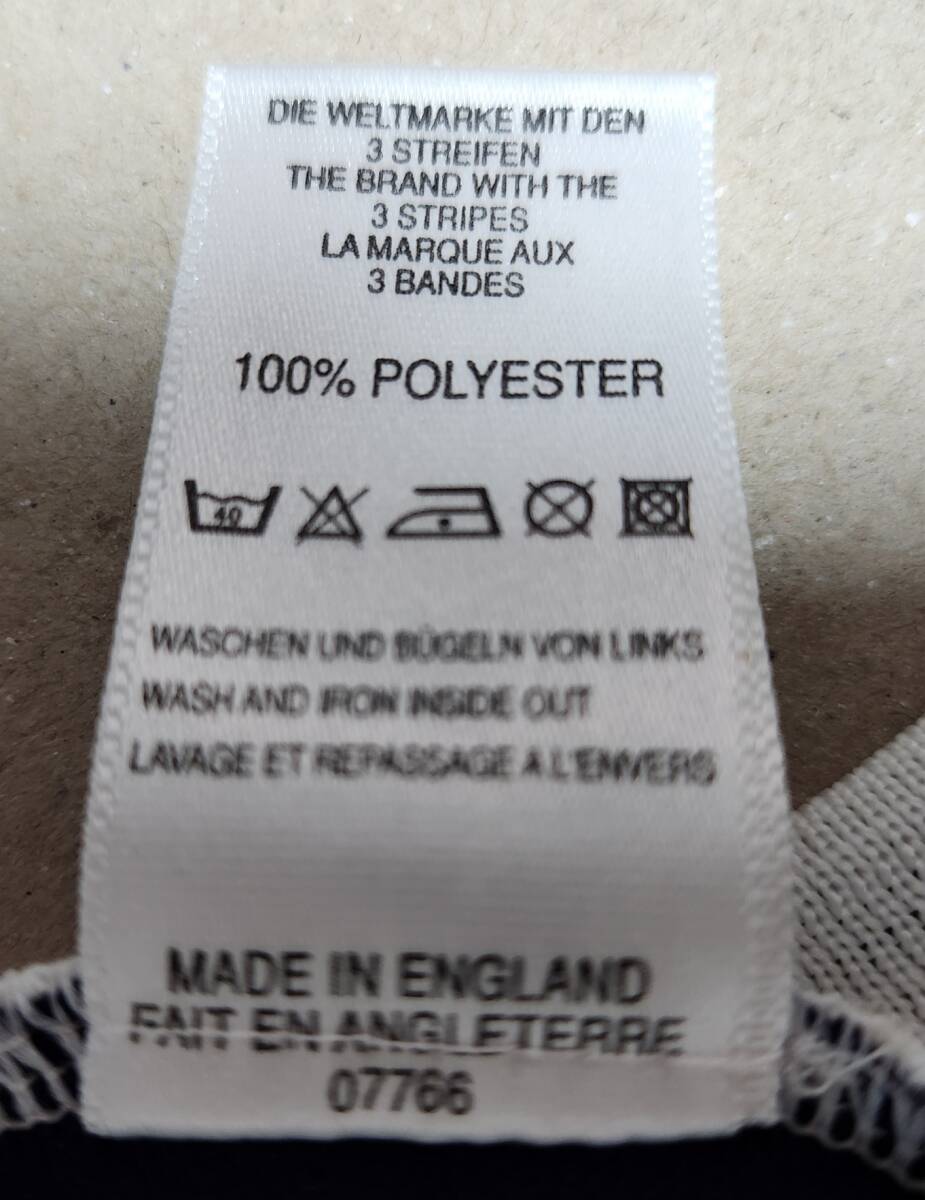 DIE WELTMARKE MIT DEN
3 STREIFEN
THE BRAND WITH THE
3 STRIPES
LA MARQUE AUX
3 BANDES
100% POLYESTER
40
WASCHEN UND BÜGELN VON LINKS
WASH AND IRON INSIDE OUT
LAVAGE ET REPASSAGE A L'ENVERS
MADE IN ENGLAND
FAIT EN ANGLETERRE
07766